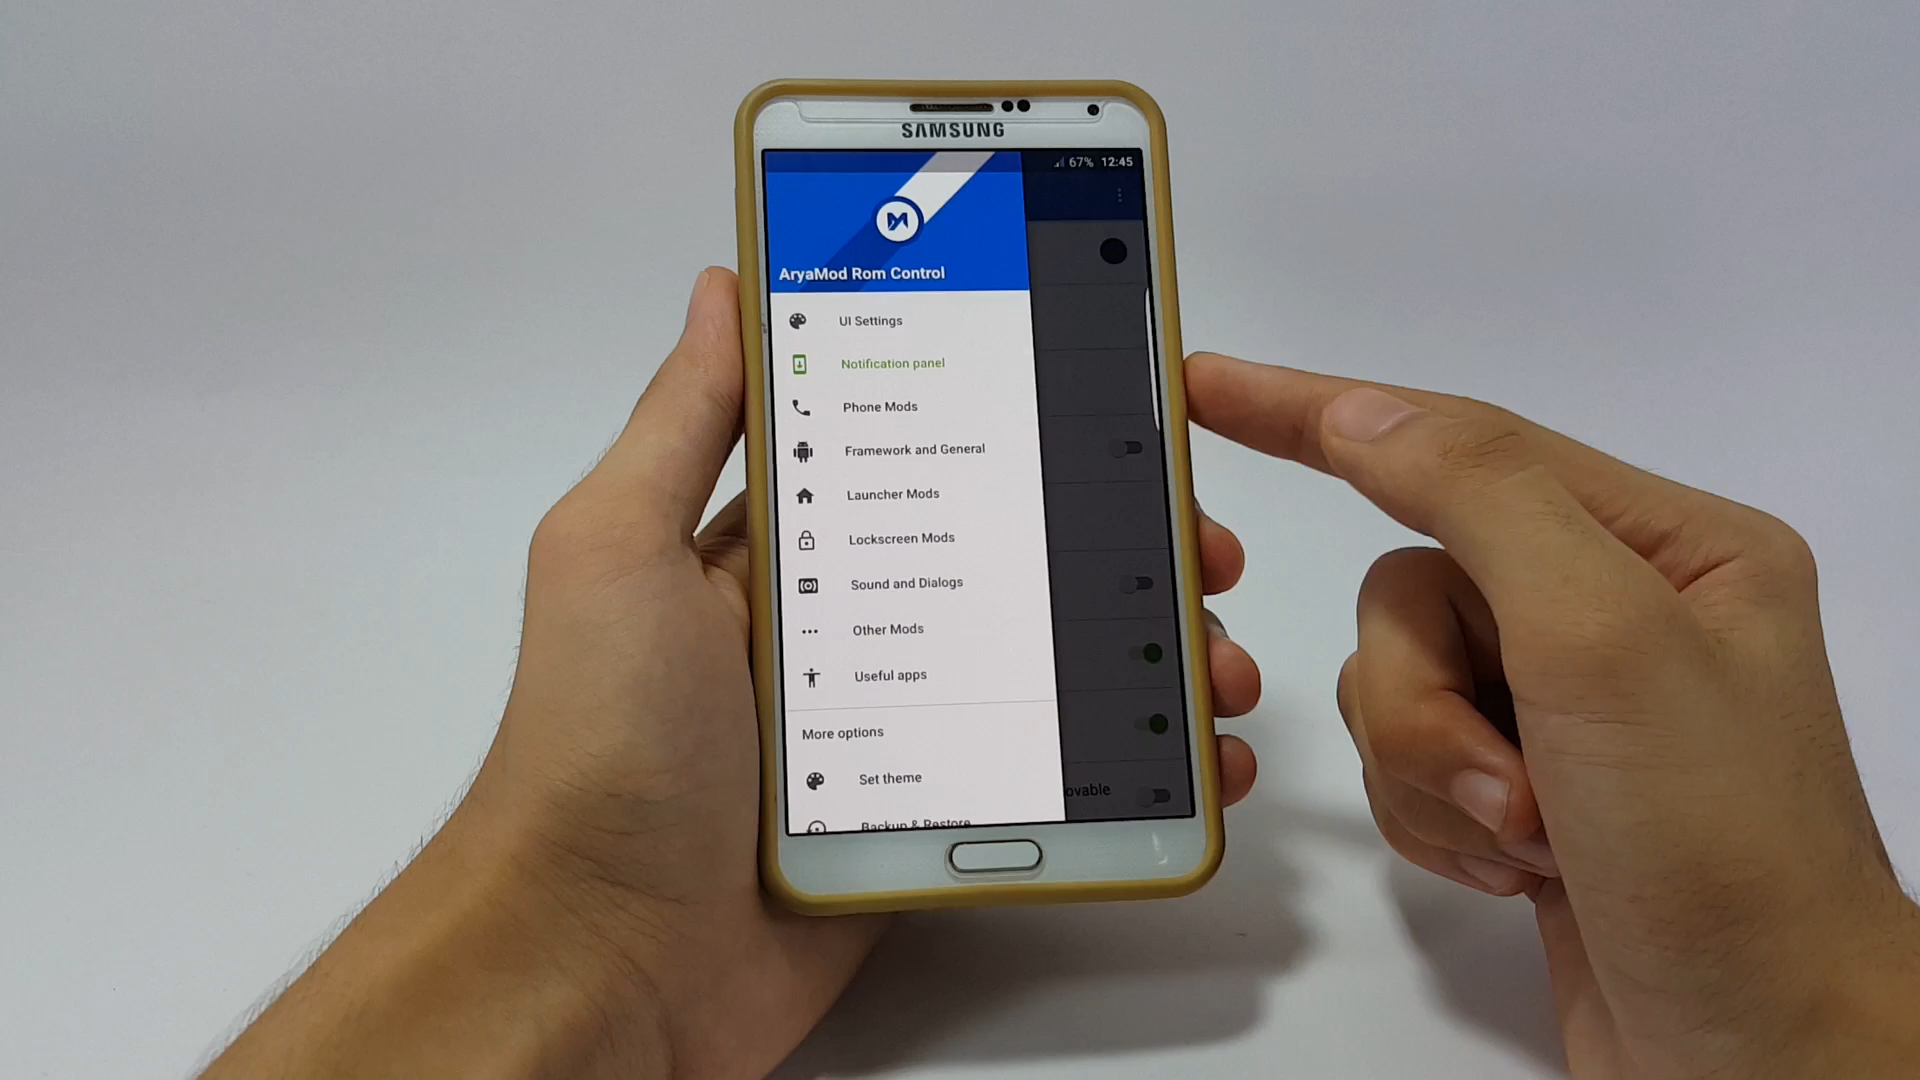 SAMSUNG
67% 12:45
AryaMod Rom Control
UI Settings
Notification panel
Phone Mods
Framework and General
Launcher Mods
Lockscreen Mods
Sound and Dialogs
Other Mods
Useful apps
More options
Set theme
ovable
Backup & Restore